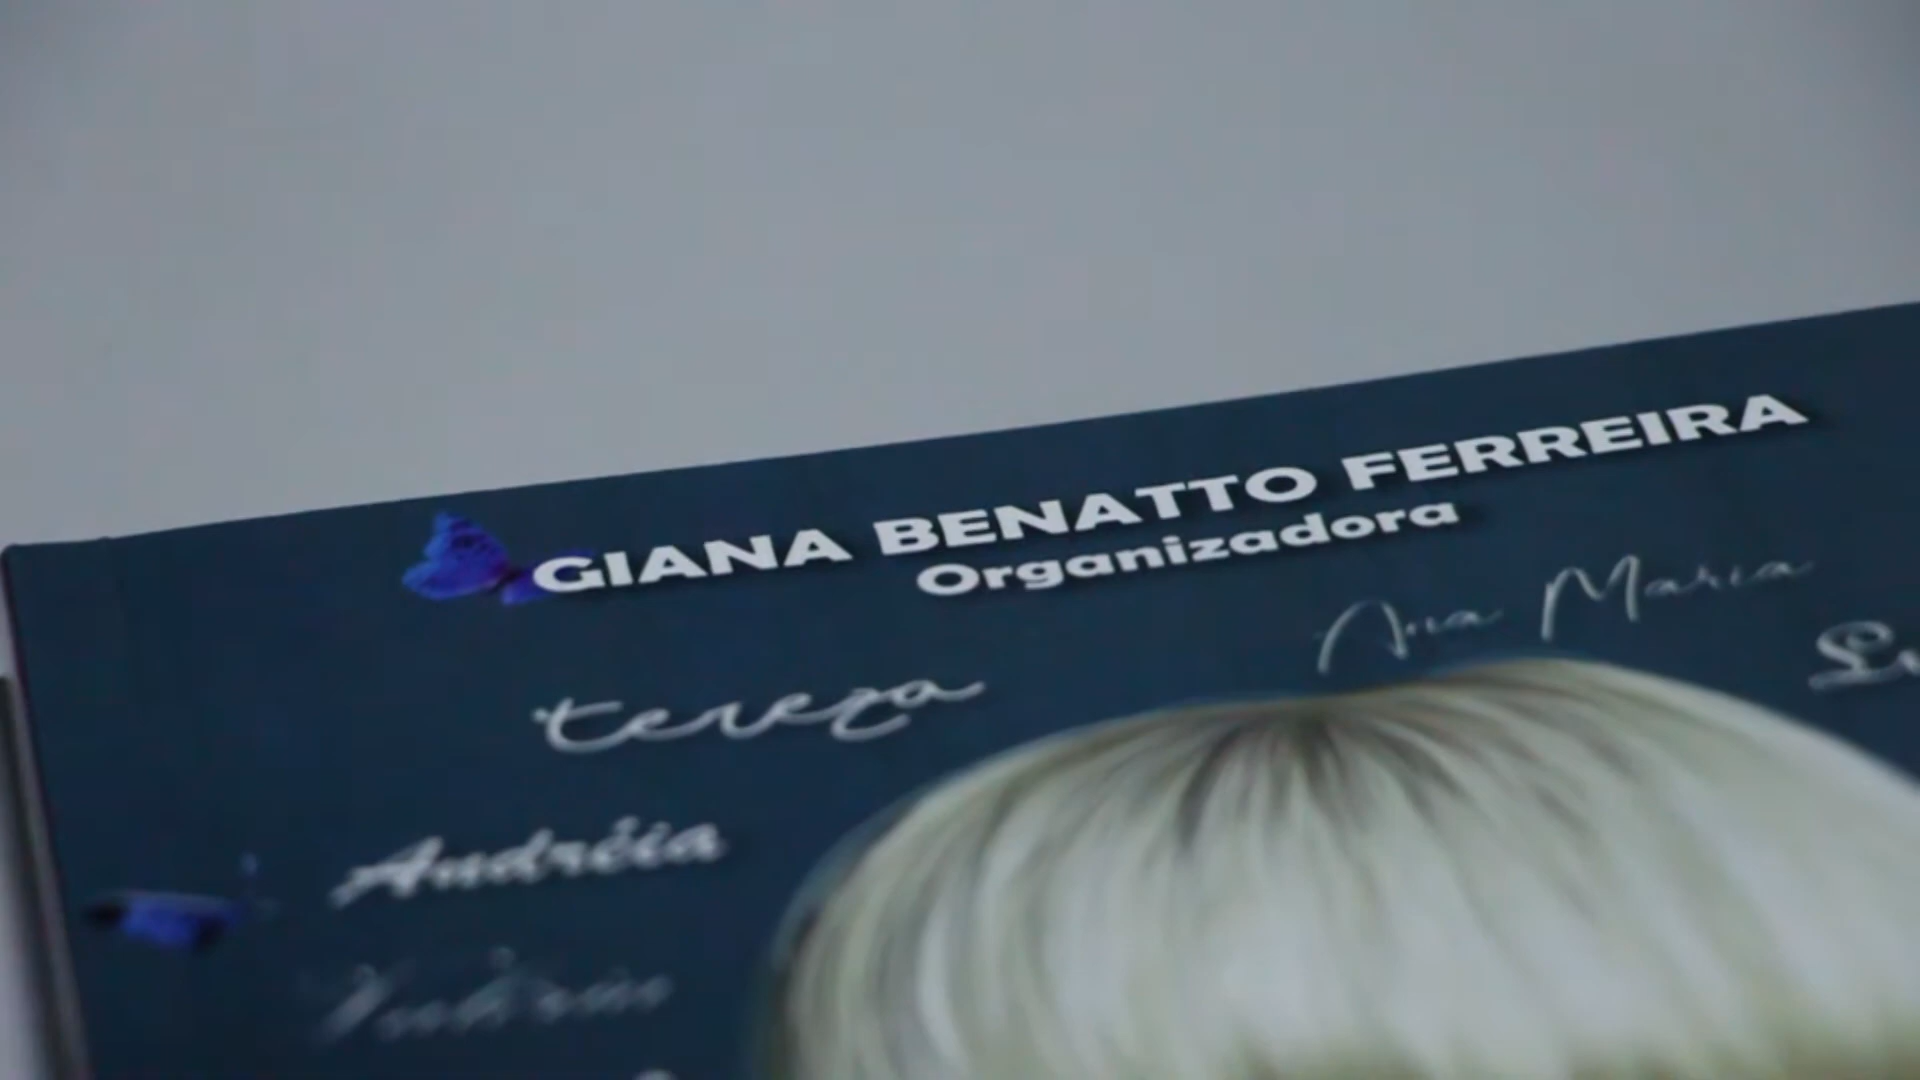 GIANA BENATTO FERREIRA
Organizadora
Ana Maria
tereza
Andréia